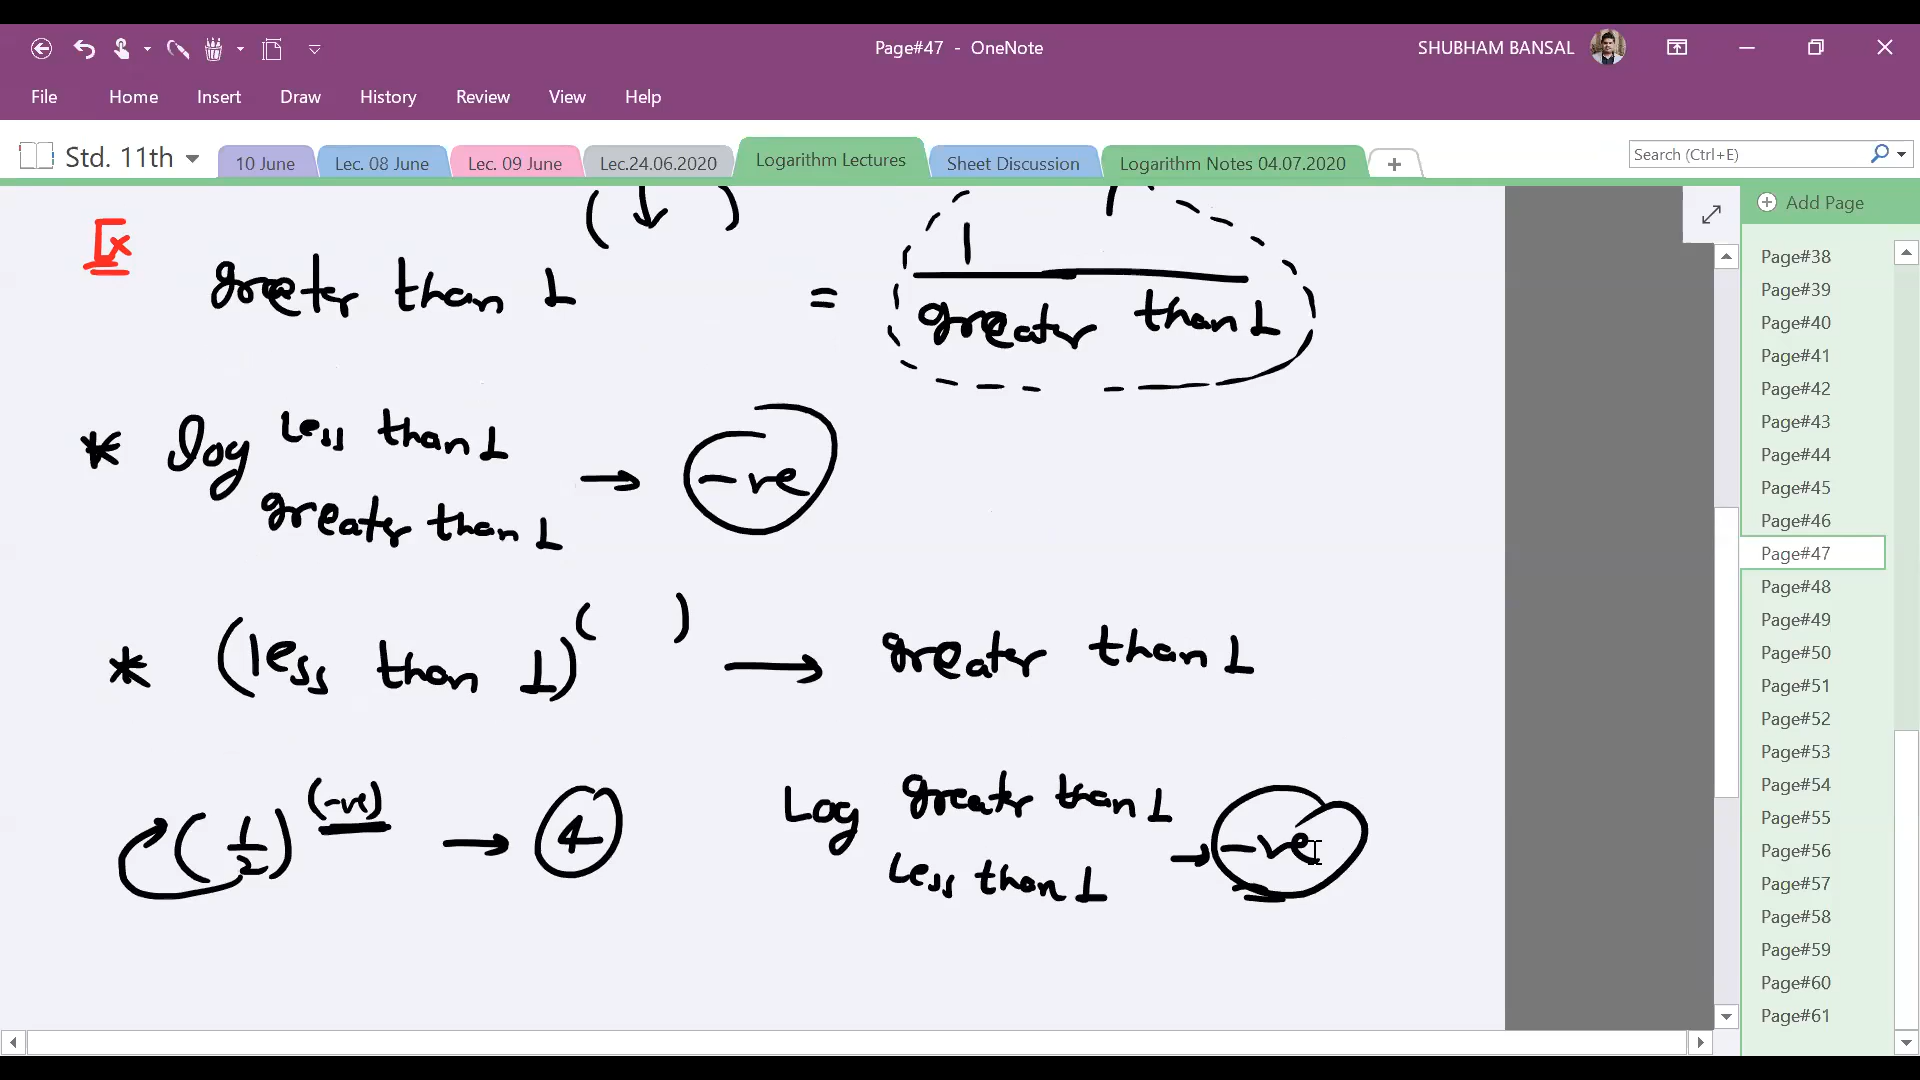 Page#47 - OneNote
SHUBHAM BANSAL
File Home Insert Draw History Review View Help
Std. 11th
10 June
Lec. 08 June
Lec. 09 June
Lec.24.06.2020
Logarithm Lectures
Sheet Discussion
Logarithm Notes 04.07.2020
Search (Ctrl+E)
Add Page
Page#38
Page#39
Page#40
Page#41
Page#42
Page#43
Page#44
Page#45
Page#46
Page#47
Page#48
Page#49
Page#50
Page#51
Page#52
Page#53
Page#54
Page#55
Page#56
Page#57
Page#58
Page#59
Page#60
Page#61
Ex
( ↓ )
greater than 1
=
1
greater than 1
* log less than 1
greater than 1
→ -ve
* (less than 1)^( ) → greater than 1
(1/2)^(-ve) → 4
Log greater than 1
less than 1
→ -ve